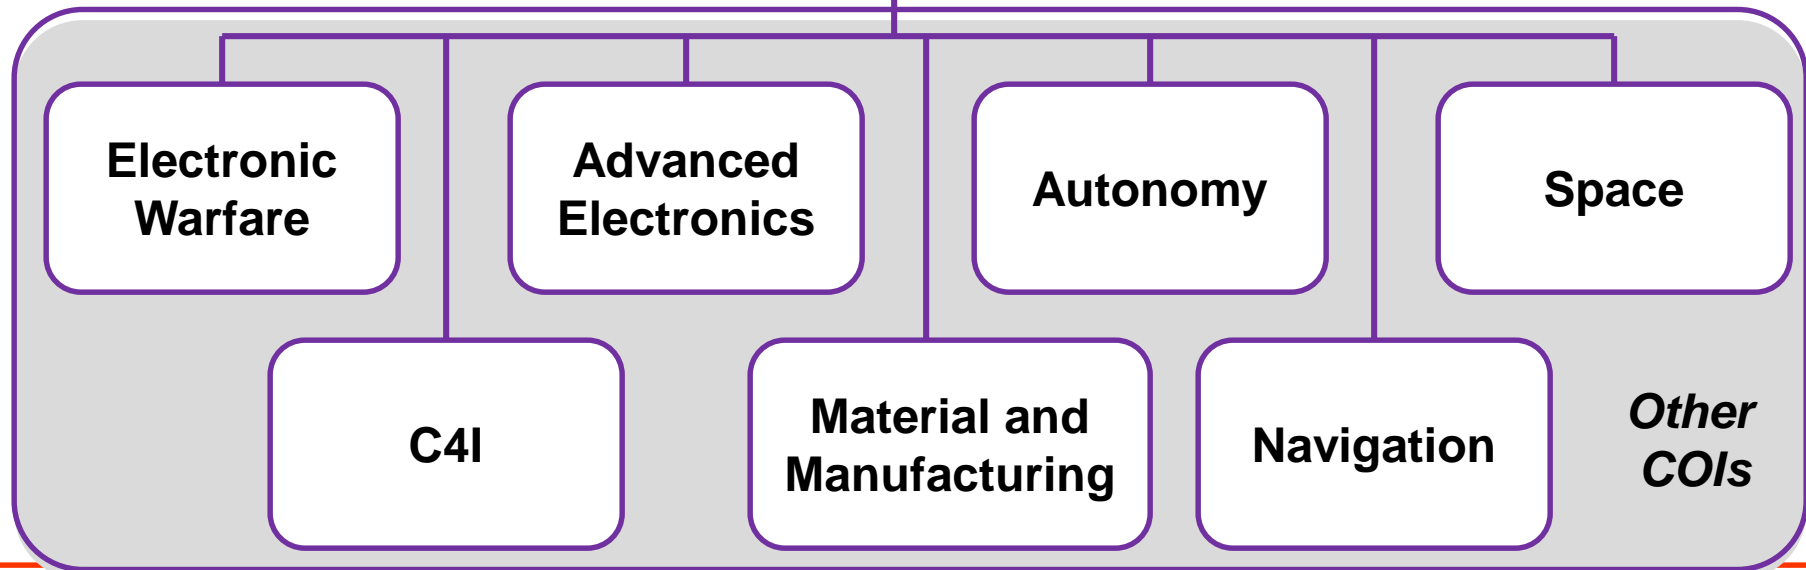 Electronic
Warfare
Advanced
Electronics
Autonomy
Space
C4I
Material and
Manufacturing
Navigation
Other
COIs